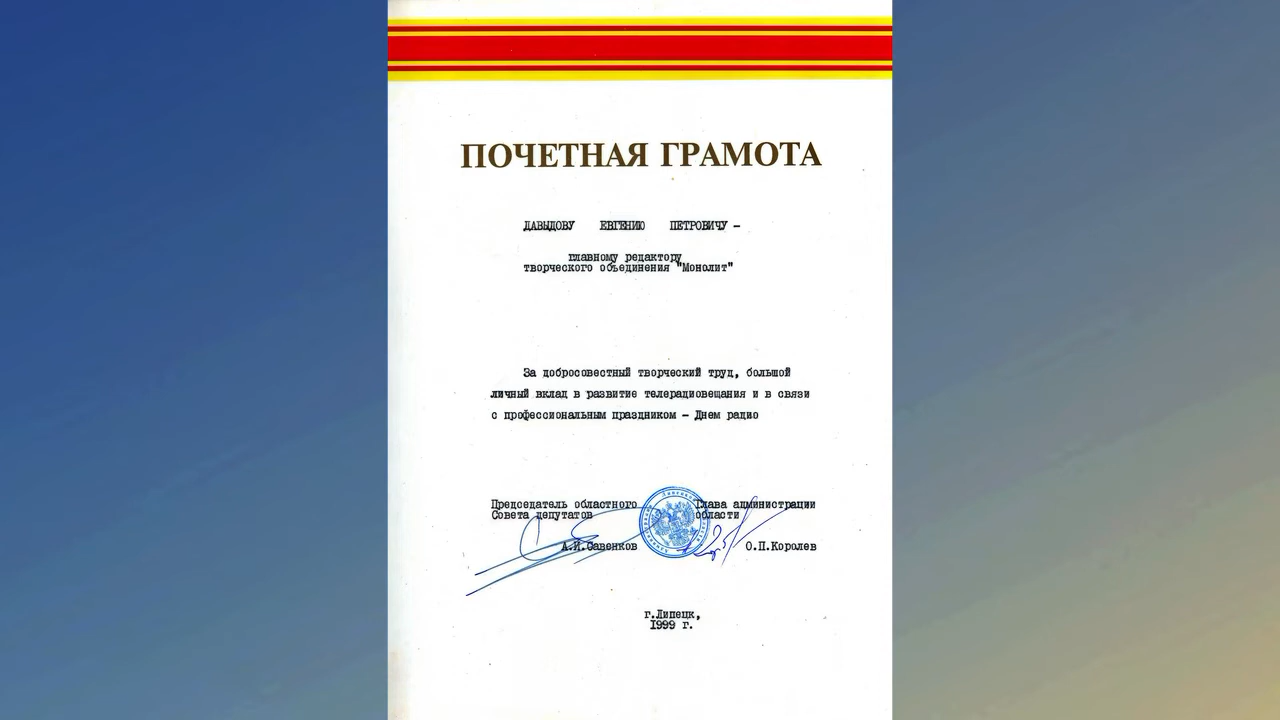 ПОЧЕТНАЯ ГРАМОТА
ДАВЫДОВУ ЕВГЕНИЮ ПЕТРОВИЧУ –
главному редактору
творческого объединения "Монолит"
За добросовестный творческий труд, большой
личный вклад в развитие телерадиовещания и в связи
с профессиональным праздником – Днем радио
Председатель областного
Совета депутатов
А.И.Савенков
Глава администрации
области
О.П.Королев
г.Липецк,
1999 г.